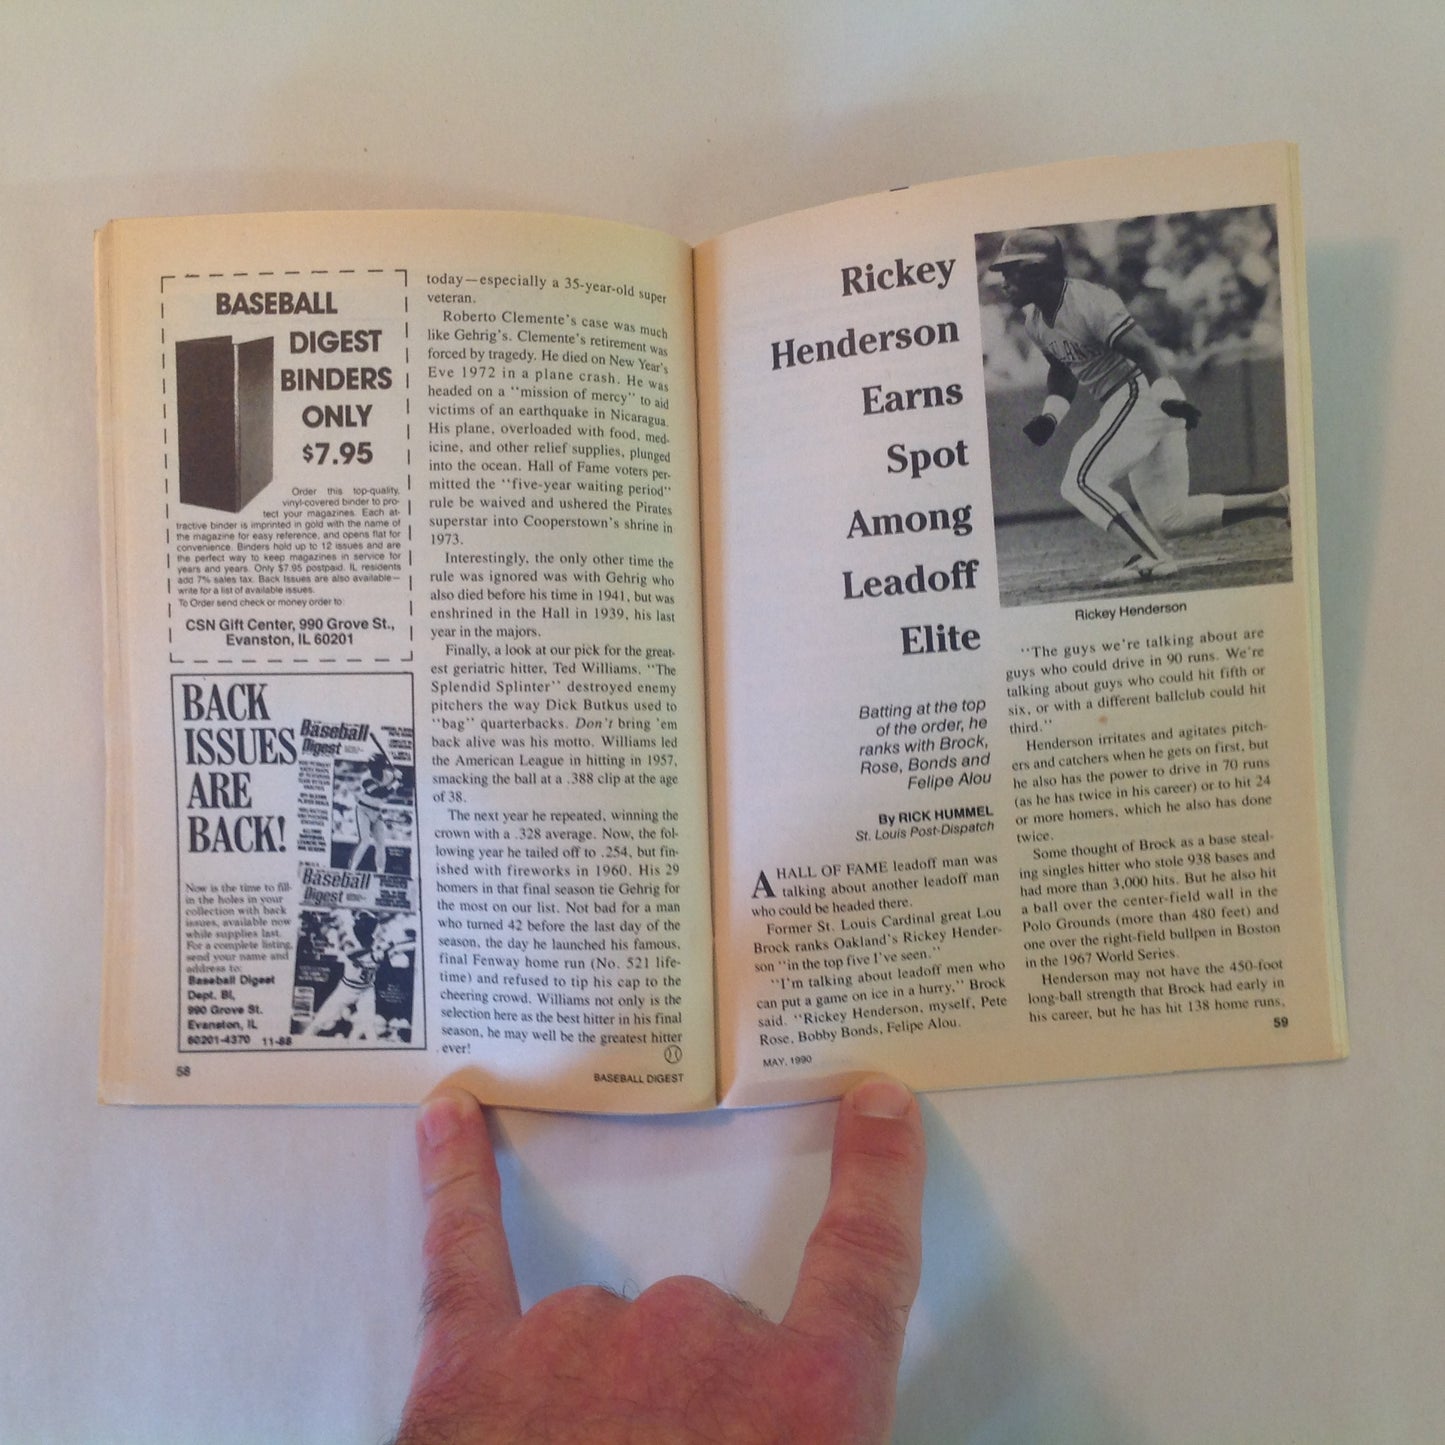 BASEBALL
DIGEST
BINDERS
ONLY
$7.95
Order this top-quality,
vinyl-covered binder to pro-
tect your magazines. Each at-
tractive binder is imprinted in gold with the name of
the magazine for easy reference, and opens flat for
convenience. Binders hold up to 12 issues and are
the perfect way to keep magazines in service for
years and years. Only $7.95 postpaid. IL residents
add 7% sales tax. Back Issues are also available—
write for a list of available issues.
To Order send check or money order to:
CSN Gift Center, 990 Grove St.,
Evanston, IL 60201
BACK
ISSUES
ARE
BACK!
Now is the time to fill-
in the holes in your
collection with back
issues, available now
while supplies last.
For a complete listing,
send your name and
address to:
Baseball Digest
Dept. BI,
990 Grove St.
Evanston, IL
60201-4370 11-88
Baseball
Digest
Baseball
Digest
58
today—especially a 35-year-old super
veteran.
Roberto Clemente's case was much
like Gehrig's. Clemente's retirement was
forced by tragedy. He died on New Year's
Eve 1972 in a plane crash. He was
headed on a "mission of mercy" to aid
victims of an earthquake in Nicaragua.
His plane, overloaded with food, med-
icine, and other relief supplies, plunged
into the ocean. Hall of Fame voters per-
mitted the "five-year waiting period"
rule be waived and ushered the Pirates
superstar into Cooperstown's shrine in
1973.
Interestingly, the only other time the
rule was ignored was with Gehrig who
also died before his time in 1941, but was
enshrined in the Hall in 1939, his last
year in the majors.
Finally, a look at our pick for the great-
est geriatric hitter, Ted Williams. "The
Splendid Splinter" destroyed enemy
pitchers the way Dick Butkus used to
"bag" quarterbacks. Don't bring 'em
back alive was his motto. Williams led
the American League in hitting in 1957,
smacking the ball at a .388 clip at the age
of 38.
The next year he repeated, winning the
crown with a .328 average. Now, the fol-
lowing year he tailed off to .254, but fin-
ished with fireworks in 1960. His 29
homers in that final season tie Gehrig for
the most on our list. Not bad for a man
who turned 42 before the last day of the
season, the day he launched his famous,
final Fenway home run (No. 521 life-
time) and refused to tip his cap to the
cheering crowd. Williams not only is the
selection here as the best hitter in his final
season, he may well be the greatest hitter
ever!
BASEBALL DIGEST
Rickey
Henderson
Earns
Spot
Among
Leadoff
Elite
Batting at the top
of the order, he
ranks with Brock,
Rose, Bonds and
Felipe Alou
By RICK HUMMEL
St. Louis Post-Dispatch
A HALL OF FAME leadoff man was
talking about another leadoff man
who could be headed there.
Former St. Louis Cardinal great Lou
Brock ranks Oakland's Rickey Hender-
son "in the top five I've seen."
"I'm talking about leadoff men who
can put a game on ice in a hurry," Brock
said. "Rickey Henderson, myself, Pete
Rose, Bobby Bonds, Felipe Alou.
MAY, 1990
Rickey Henderson
"The guys we're talking about are
guys who could drive in 90 runs. We're
talking about guys who could hit fifth or
six, or with a different ballclub could hit
third."
Henderson irritates and agitates pitch-
ers and catchers when he gets on first, but
he also has the power to drive in 70 runs
(as he has twice in his career) or to hit 24
or more homers, which he also has done
twice.
Some thought of Brock as a base steal-
ing singles hitter who stole 938 bases and
had more than 3,000 hits. But he also hit
a ball over the center-field wall in the
Polo Grounds (more than 480 feet) and
one over the right-field bullpen in Boston
in the 1967 World Series.
Henderson may not have the 450-foot
long-ball strength that Brock had early in
his career, but he has hit 138 home runs,
59